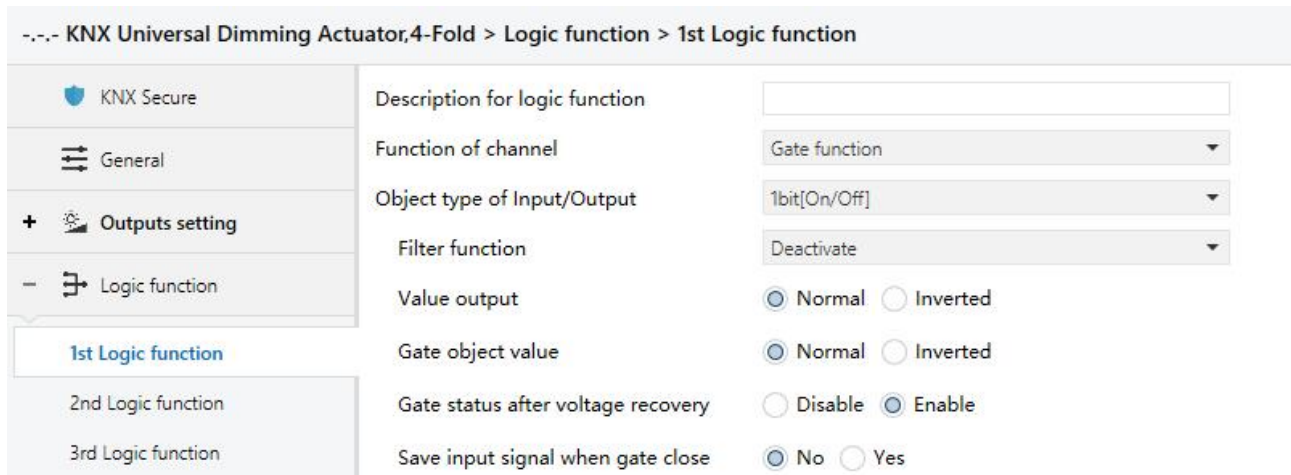 -.-.- KNX Universal Dimming Actuator,4-Fold > Logic function > 1st Logic function
KNX Secure
General
+ Outputs setting
- Logic function
1st Logic function
2nd Logic function
3rd Logic function
Description for logic function
Function of channel Gate function
Object type of Input/Output 1bit[On/Off]
Filter function Deactivate
Value output Normal Inverted
Gate object value Normal Inverted
Gate status after voltage recovery Disable Enable
Save input signal when gate close No Yes